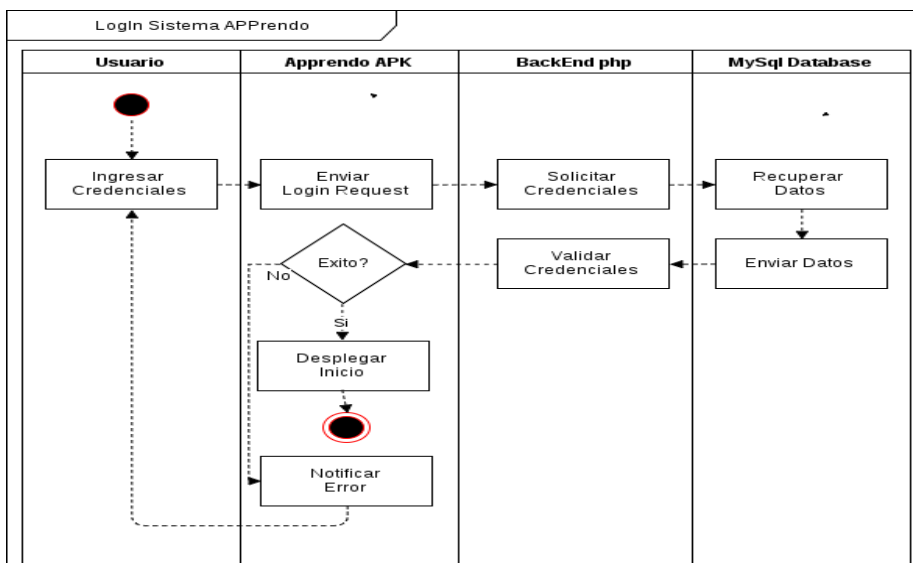 LogIn Sistema APPrendo
Usuario
Apprendo APK
BackEnd php
MySql Database
Ingresar
Credenciales
Enviar
Login Request
Solicitar
Credenciales
Recuperar
Datos
Exito?
No
Si
Validar
Credenciales
Enviar Datos
Desplegar
Inicio
Notificar
Error